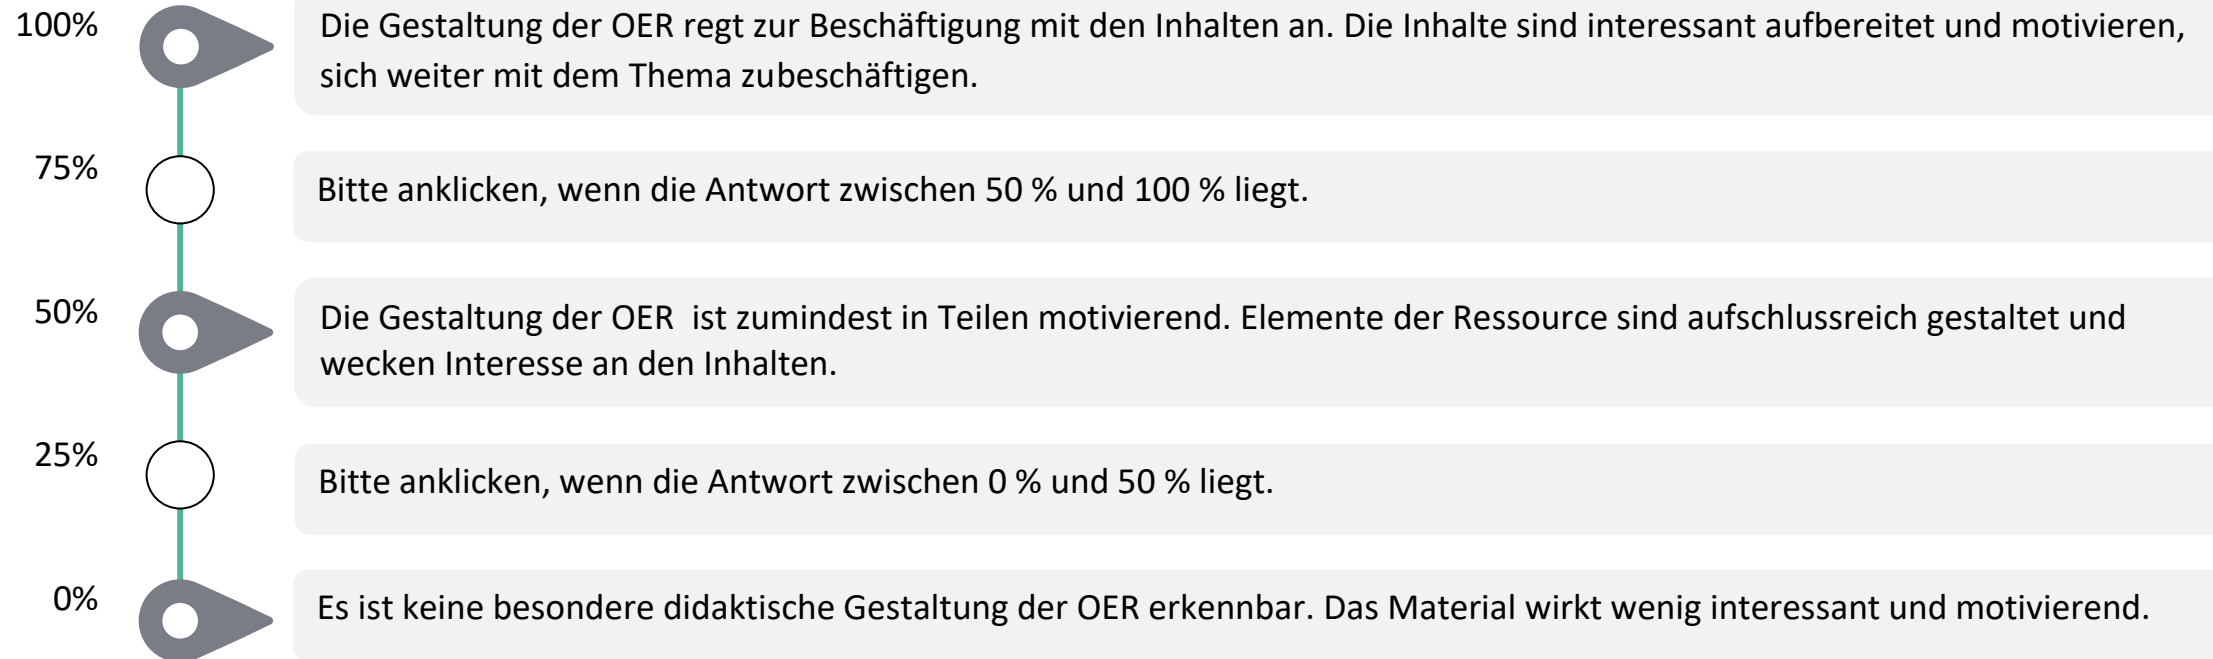 100%
Die Gestaltung der OER regt zur Beschäftigung mit den Inhalten an. Die Inhalte sind interessant aufbereitet und motivieren,
sich weiter mit dem Thema zubeschäftigen.
75%
Bitte anklicken, wenn die Antwort zwischen 50 % und 100 % liegt.
50%
Die Gestaltung der OER  ist zumindest in Teilen motivierend. Elemente der Ressource sind aufschlussreich gestaltet und
wecken Interesse an den Inhalten.
25%
Bitte anklicken, wenn die Antwort zwischen 0 % und 50 % liegt.
0%
Es ist keine besondere didaktische Gestaltung der OER erkennbar. Das Material wirkt wenig interessant und motivierend.